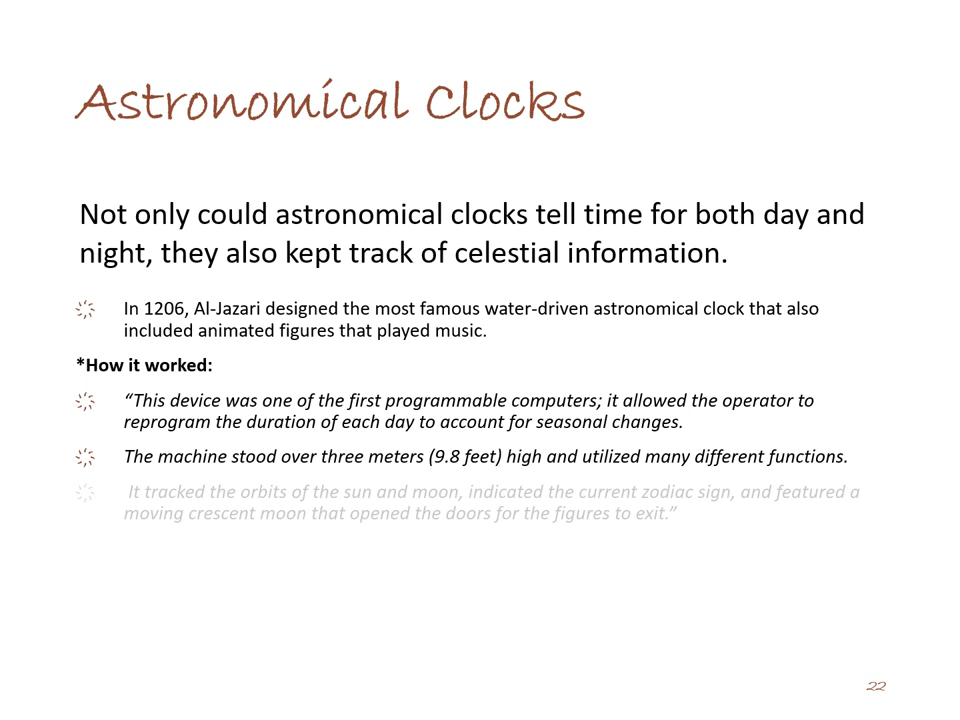 Astronomical Clocks
Not only could astronomical clocks tell time for both day and
night, they also kept track of celestial information.
In 1206, Al-Jazari designed the most famous water-driven astronomical clock that also
included animated figures that played music.
*How it worked:
“This device was one of the first programmable computers; it allowed the operator to
reprogram the duration of each day to account for seasonal changes.
The machine stood over three meters (9.8 feet) high and utilized many different functions.
It tracked the orbits of the sun and moon, indicated the current zodiac sign, and featured a
moving crescent moon that opened the doors for the figures to exit.”
22